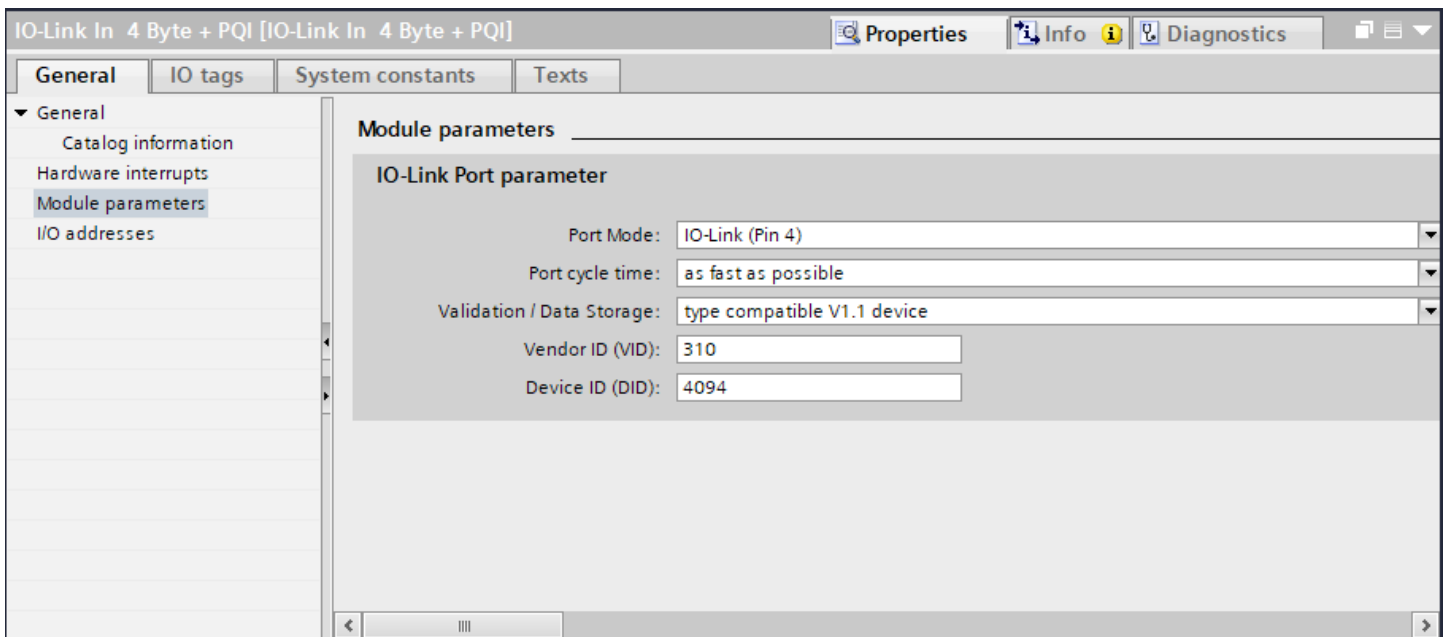 IO-Link In 4 Byte + PQI [IO-Link In 4 Byte + PQI] Properties Info Diagnostics
General IO tags System constants Texts
General
Catalog information
Hardware interrupts
Module parameters
I/O addresses
Module parameters
IO-Link Port parameter
Port Mode: IO-Link (Pin 4)
Port cycle time: as fast as possible
Validation / Data Storage: type compatible V1.1 device
Vendor ID (VID): 310
Device ID (DID): 4094